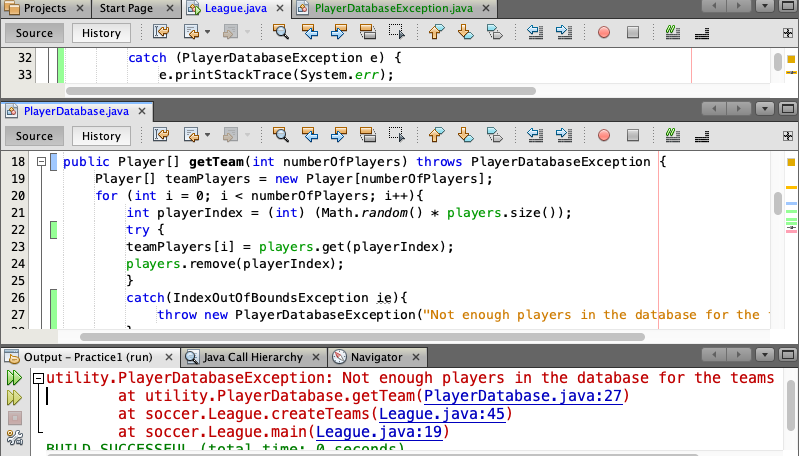 Projects Start Page League.java PlayerDatabaseException.java
Source History
32 catch (PlayerDatabaseException e) {
33 e.printStackTrace(System.err);
PlayerDatabase.java
Source History
18 public Player[] getTeam(int numberOfPlayers) throws PlayerDatabaseException {
19 Player[] teamPlayers = new Player[numberOfPlayers];
20 for (int i = 0; i < numberOfPlayers; i++){
21 int playerIndex = (int) (Math.random() * players.size());
22 try {
23 teamPlayers[i] = players.get(playerIndex);
24 players.remove(playerIndex);
25 }
26 catch(IndexOutOfBoundsException ie){
27 throw new PlayerDatabaseException("Not enough players in the database for the
Output – Practice1 (run) Java Call Hierarchy Navigator
utility.PlayerDatabaseException: Not enough players in the database for the teams
at utility.PlayerDatabase.getTeam(PlayerDatabase.java:27)
at soccer.League.createTeams(League.java:45)
at soccer.League.main(League.java:19)
BUILD SUCCESSFUL (total time: 0 seconds)